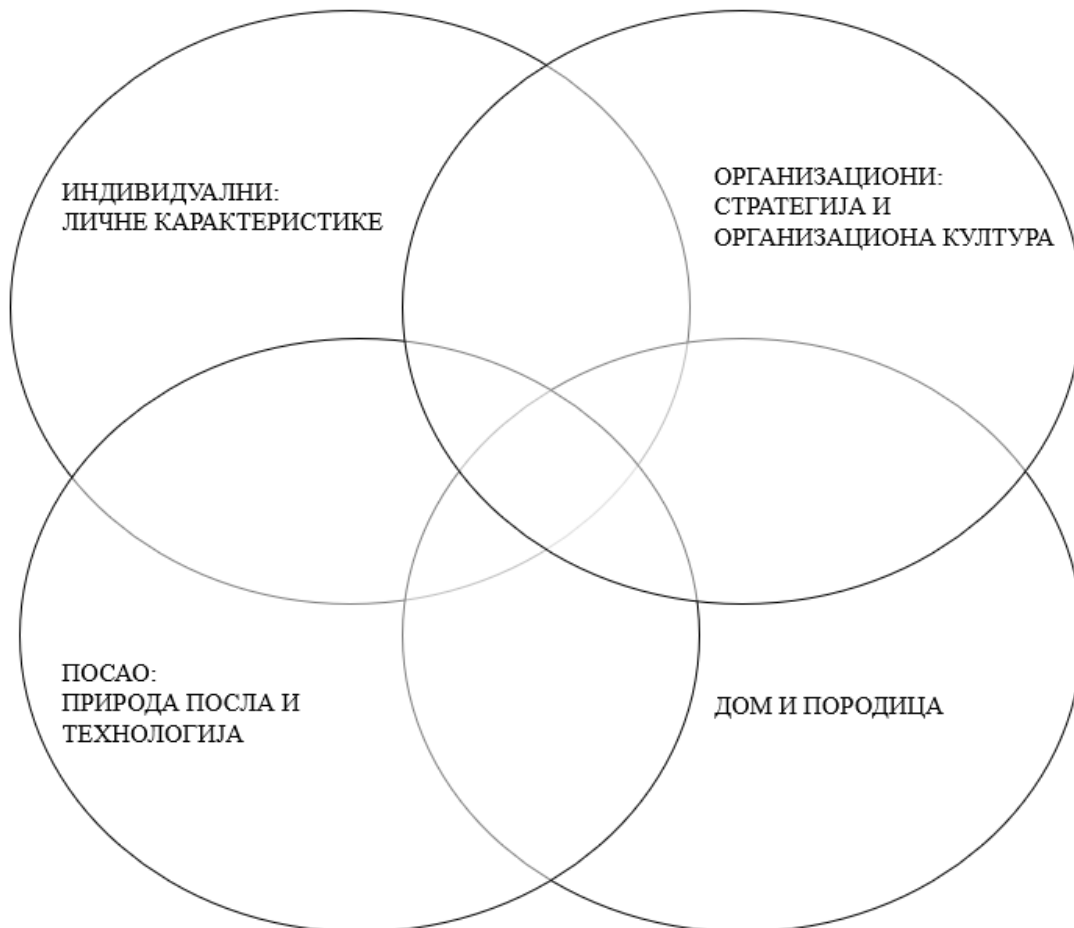 ИНДИВИДУАЛНИ:
ЛИЧНЕ КАРАКТЕРИСТИКЕ
ОРГАНИЗАЦИОНИ:
СТРАТЕГИЈА И
ОРГАНИЗАЦИОНА КУЛТУРА
ПОСАО:
ПРИРОДА ПОСЛА И
ТЕХНОЛОГИЈА
ДОМ И ПОРОДИЦА